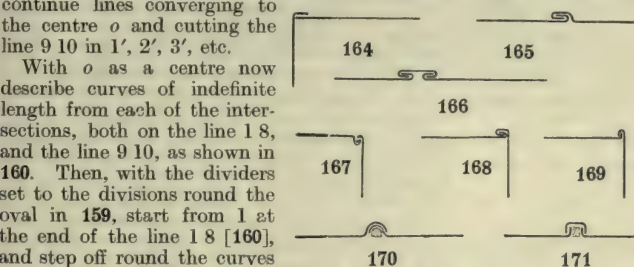 continue lines converging to
the centre o and cutting the
line 9 10 in 1′, 2′, 3′, etc.
With o as a centre now
describe curves of indefinite
length from each of the inter-
sections, both on the line 1 8,
and the line 9 10, as shown in
160. Then, with the dividers
set to the divisions round the
oval in 159, start from 1 at
the end of the line 1 8 [160],
and step off round the curves
164
165
166
167
168
169
170
171